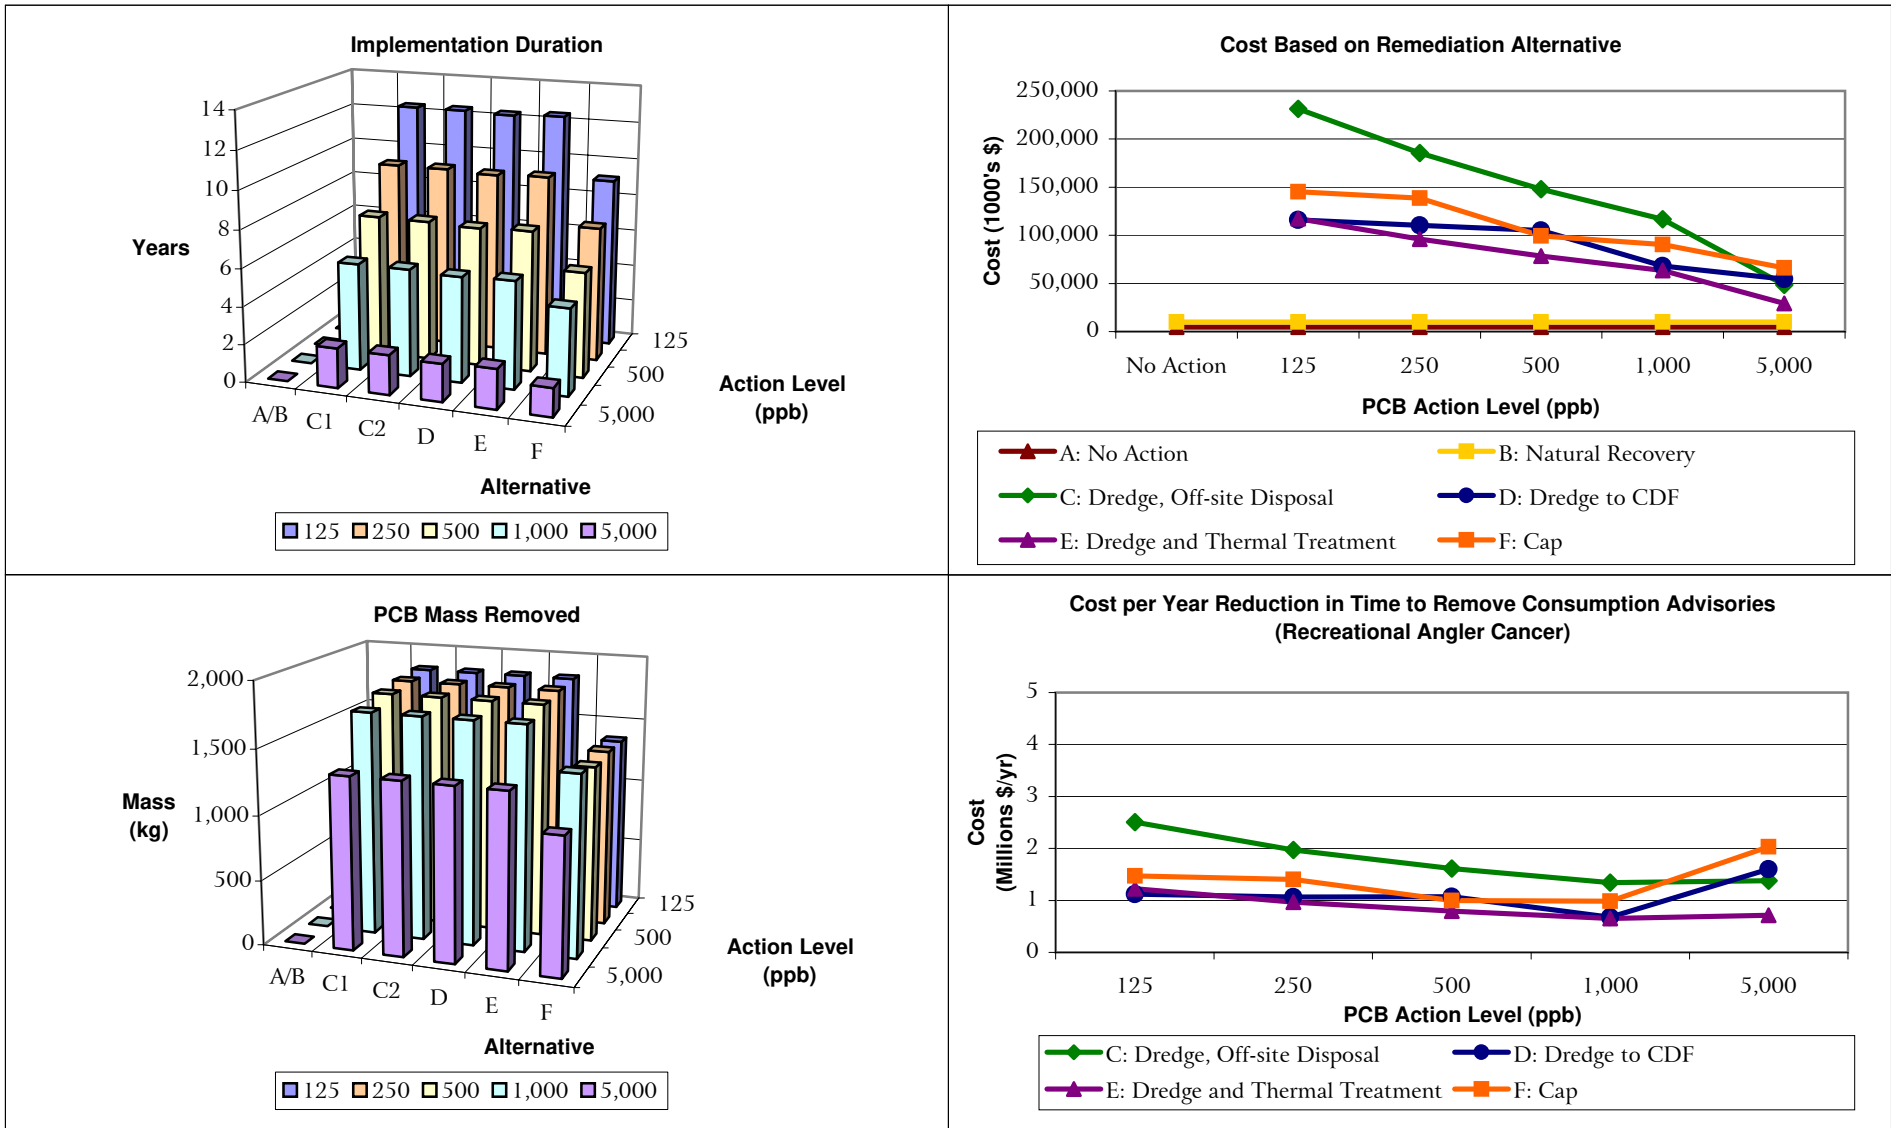 Implementation Duration
14
12
10
8
6
4
2
0
Years
A/B
C1
C2
D
E
F
125
500
5,000
Action Level
(ppb)
Alternative
125 250 500 1,000 5,000
Cost Based on Remediation Alternative
250,000
200,000
150,000
100,000
50,000
0
Cost (1000's $)
No Action 125 250 500 1,000 5,000
PCB Action Level (ppb)
A: No Action B: Natural Recovery
C: Dredge, Off-site Disposal D: Dredge to CDF
E: Dredge and Thermal Treatment F: Cap
PCB Mass Removed
2,000
1,500
1,000
500
0
Mass
(kg)
A/B
C1
C2
D
E
F
125
500
5,000
Action Level
(ppb)
Alternative
125 250 500 1,000 5,000
Cost per Year Reduction in Time to Remove Consumption Advisories
(Recreational Angler Cancer)
5
4
3
2
1
0
Cost
(Millions $/yr)
125 250 500 1,000 5,000
PCB Action Level (ppb)
C: Dredge, Off-site Disposal D: Dredge to CDF
E: Dredge and Thermal Treatment F: Cap